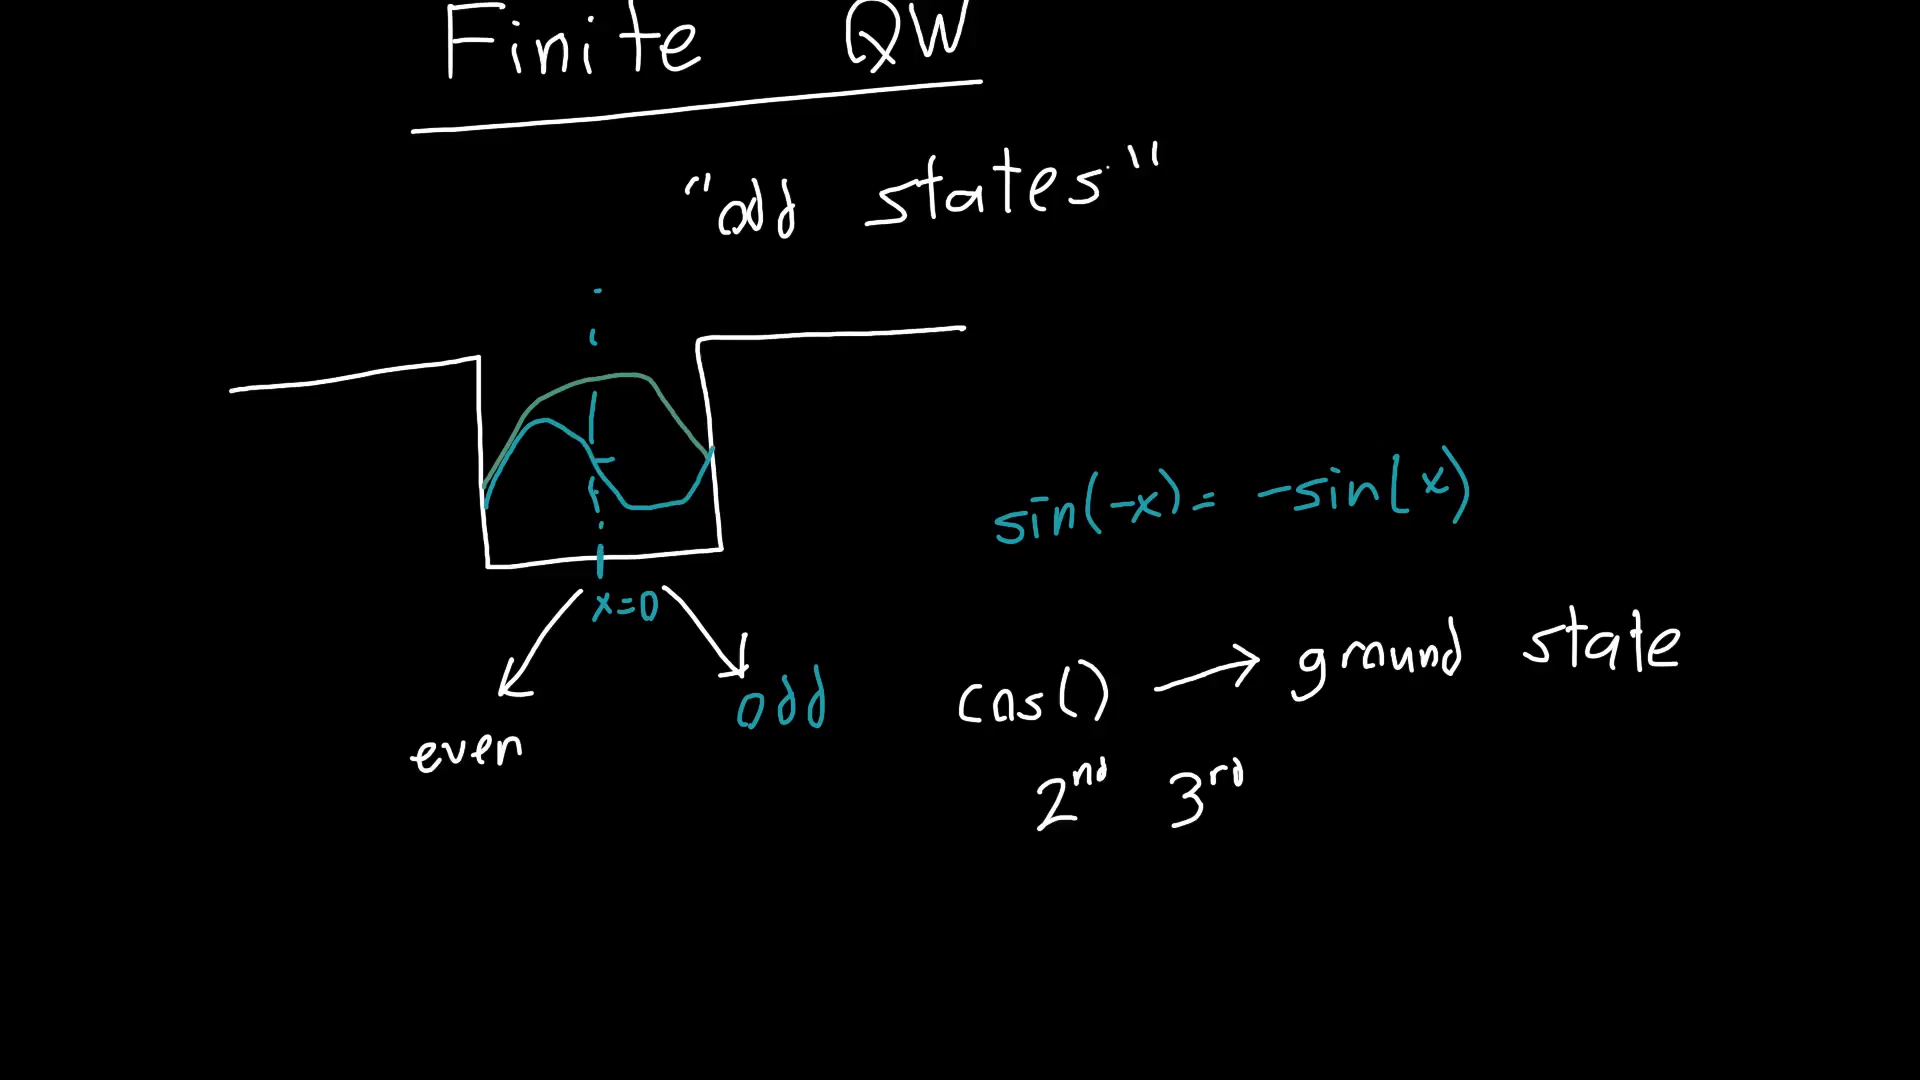 Finite QW
"odd states"
sin(-x) = -sin(x)
x=0
cos() → ground state
odd
even
2nd 3rd